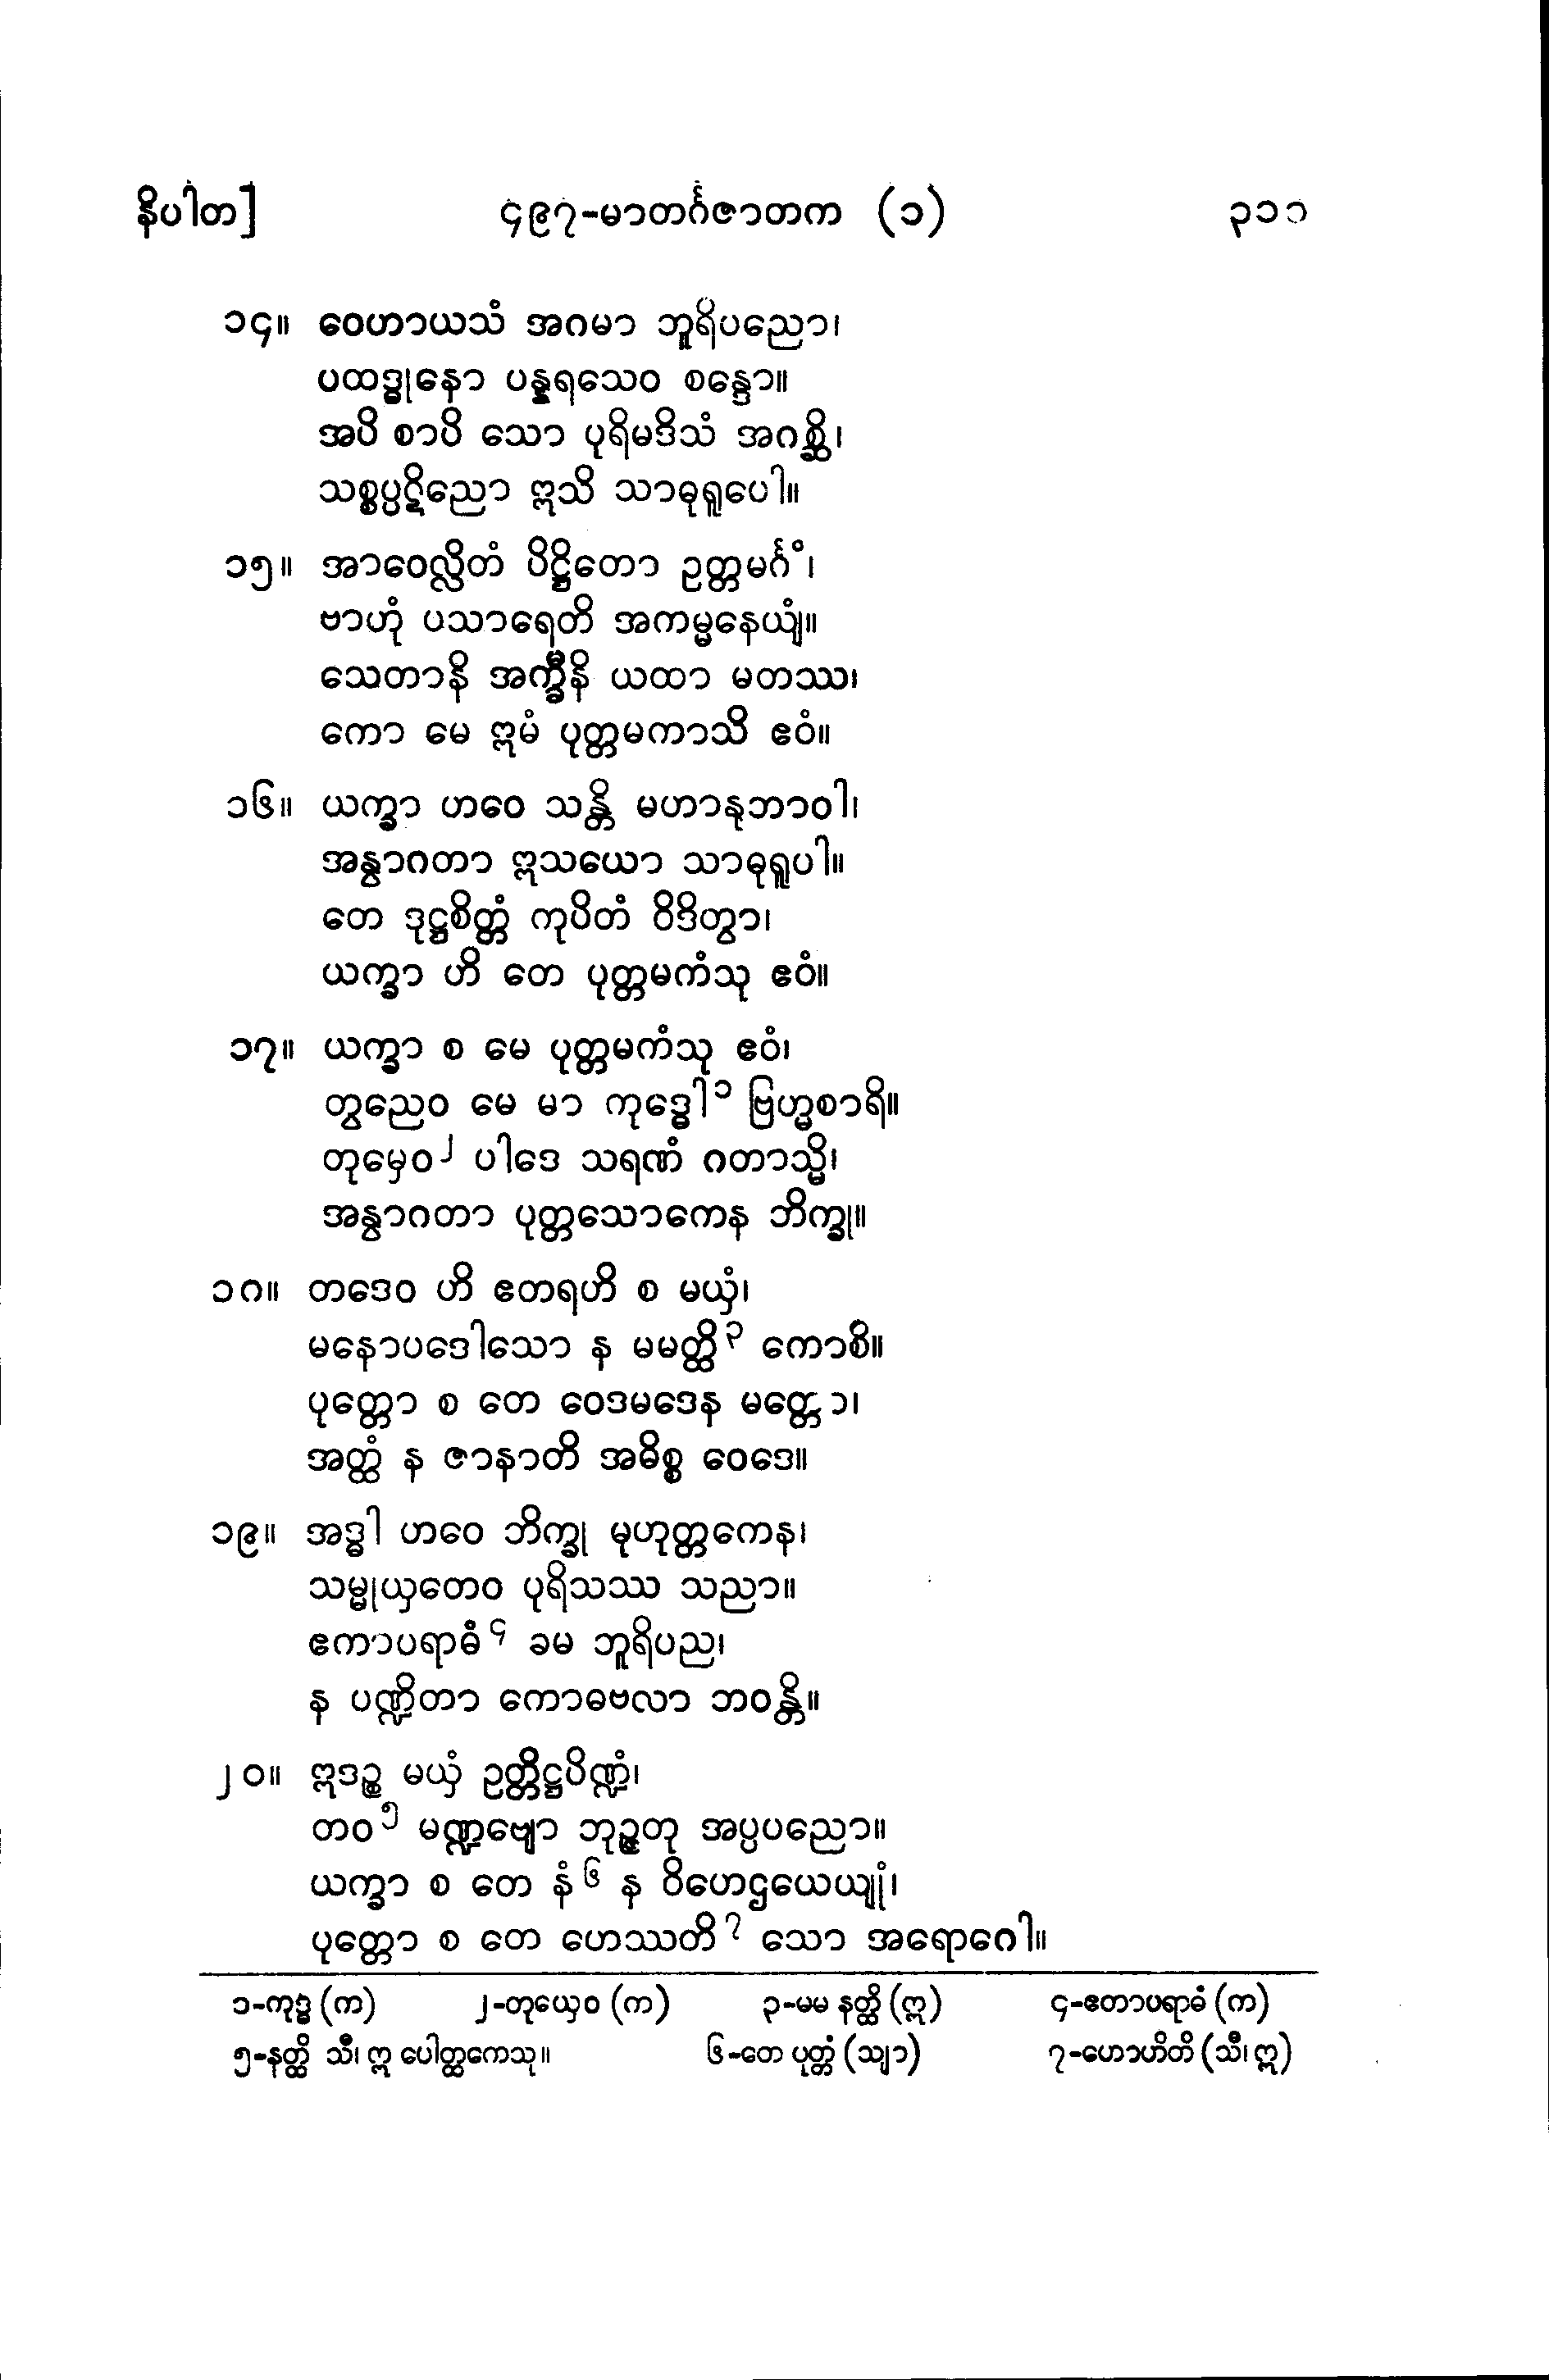 နိပါတ] ၄၉၇-မာတင်္ဂဇာတက (၁) ၃၁၁
၁၄။ ဝေဟာယသံ အဂမာ ဘူရိပညော၊
ပထဒ္ဓုနော ပန္နရသေဝ စန္ဒော။
အပိ စာပိ သော ပုရိမဒိသံ အဂစ္ဆိ၊
သစ္စပ္ပဋိညော ဣသိ သာဓုရူပေါ။
၁၅။ အာဝေလ္လိတံ ပိဋ္ဌိတော ဥတ္တမင်္ဂံ၊
ဗာဟုံ ပသာရေတိ အကမ္မနေယျံ။
သေတာနိ အက္ခီနိ ယထာ မတဿ၊
ကော မေ ဣမံ ပုတ္တမကာသိ ဧဝံ။
၁၆။ ယက္ခာ ဟဝေ သန္တိ မဟာနုဘာဝါ၊
အနွာဂတာ ဣသယော သာဓုရူပါ။
တေ ဒုဋ္ဌစိတ္တံ ကုပိတံ ဝိဒိတွာ၊
ယက္ခာ ဟိ တေ ပုတ္တမကံသု ဧဝံ။
၁၇။ ယက္ခာ စ မေ ပုတ္တမကံသု ဧဝံ၊
တွညေဝ မေ မာ ကုဒ္ဓေါ၁ ဗြဟ္မစာရိ။
တုမှေဝ၂ ပါဒေ သရဏံ ဂတာသ္မိ၊
အနွာဂတာ ပုတ္တသောကေန ဘိက္ခု။
၁၈။ တဒေဝ ဟိ ဧတရဟိ စ မယှံ၊
မနောပဒေါသော န မမတ္ထိ၃ ကောစိ။
ပုတ္တော စ တေ ဝေဒမဒေန မတ္တော၊
အတ္ထံ န ဇာနာတိ အဓိစ္စ ဝေဒေ။
၁၉။ အဒ္ဓါ ဟဝေ ဘိက္ခု မုဟုတ္တကေန၊
သမ္မုယှတေဝ ပုရိသဿ သညာ။
ဧကာပရာဓံ၄ ခမ ဘူရိပည၊
န ပဏ္ဍိတာ ကောဓဗလာ ဘဝန္တိ။
၂၀။ ဣဒဉ္စ မယှံ ဥတ္တိဋ္ဌပိဏ္ဍံ၊
တဝ၅ မဏ္ဍဗျော ဘုဉ္ဇတု အပ္ပပညော။
ယက္ခာ စ တေ နံ၆ န ဝိဟေဌယေယျုံ၊
ပုတ္တော စ တေ ဟေဿတိ၇ သော အရောဂေါ။
၁-ကုဒ္ဓ (က) ၂-တုယှေဝ (က) ၃-မမ နတ္ထိ (ဣ) ၄-ဧတာပရာဓံ (က)
၅-နတ္ထိ သီ၊ ဣ ပေါတ္ထကေသု။ ၆-တေ ပုတ္တံ (သျာ) ၇-ဟောဟိတိ (သီ၊ ဣ)